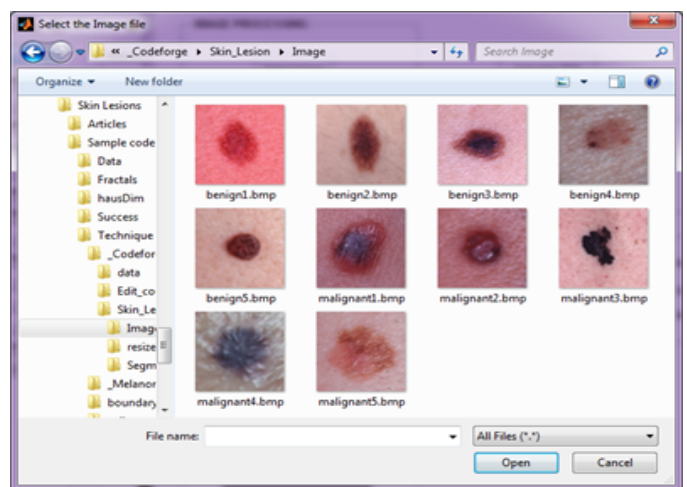 Select the Image file
« _Codeforge ▸ Skin_Lesion ▸ Image
Search Image
Organize
New folder
Skin Lesions
Articles
Sample code
Data
Fractals
hausDim
Success
Technique
_Codefor
data
Edit_co
Skin_Le
Imag
resize
Segm
_Melanor
boundary
benign1.bmp benign2.bmp benign3.bmp benign4.bmp
benign5.bmp malignant1.bmp malignant2.bmp malignant3.bmp
malignant4.bmp malignant5.bmp
File name:
All Files (*.*)
Open Cancel